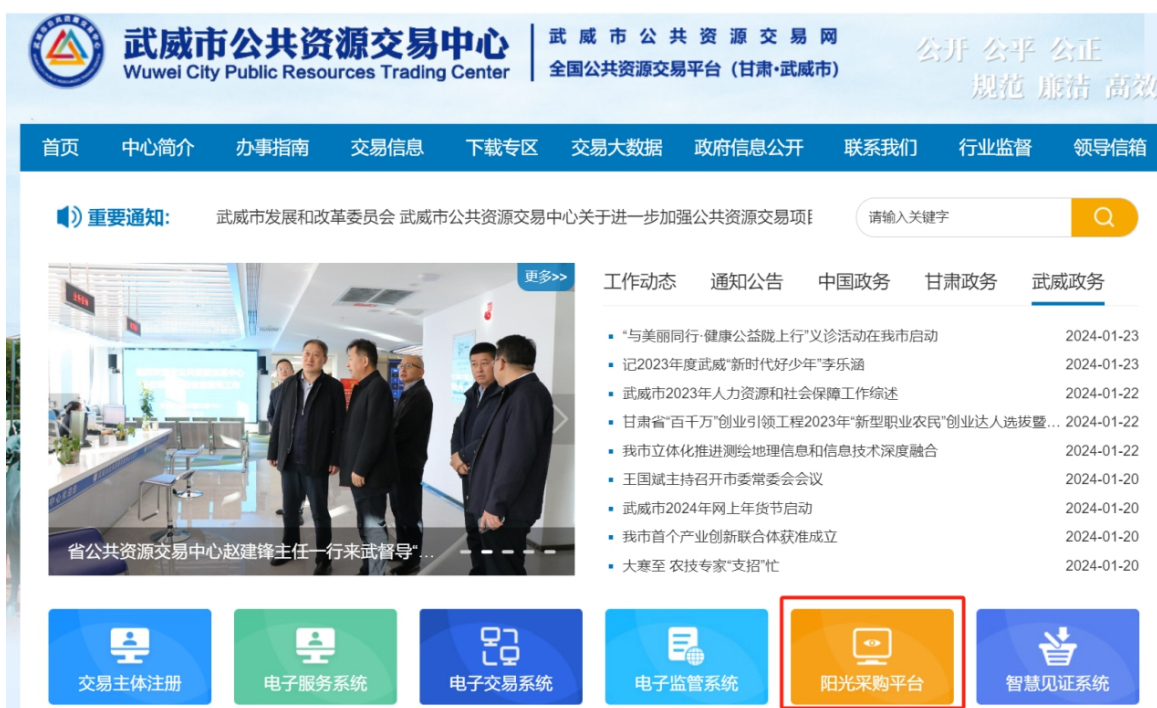 武威市公共资源交易中心
Wuwei City Public Resources Trading Center
武威市公共资源交易网
全国公共资源交易平台（甘肃·武威市）
公开 公平 公正
规范 廉洁 高效
首页 中心简介 办事指南 交易信息 下载专区 交易大数据 政府信息公开 联系我们 行业监督 领导信箱
重要通知: 武威市发展和改革委员会 武威市公共资源交易中心关于进一步加强公共资源交易项目 请输入关键字
更多>>
工作动态 通知公告 中国政务 甘肃政务 武威政务
“与美丽同行·健康公益陇上行”义诊活动在我市启动 2024-01-23
记2023年度武威“新时代好少年”李乐涵 2024-01-23
武威市2023年人力资源和社会保障工作综述 2024-01-22
甘肃省“百千万”创业引领工程2023年“新型职业农民”创业达人选拔暨… 2024-01-22
我市立体化推进测绘地理信息和信息技术深度融合 2024-01-22
王国斌主持召开市委常委会会议 2024-01-20
武威市2024年网上年货节启动 2024-01-20
我市首个产业创新联合体获准成立 2024-01-20
大寒至 农技专家“支招”忙 2024-01-20
省公共资源交易中心赵建锋主任一行来武督导“…
交易主体注册 电子服务系统 电子交易系统 电子监管系统 阳光采购平台 智慧见证系统